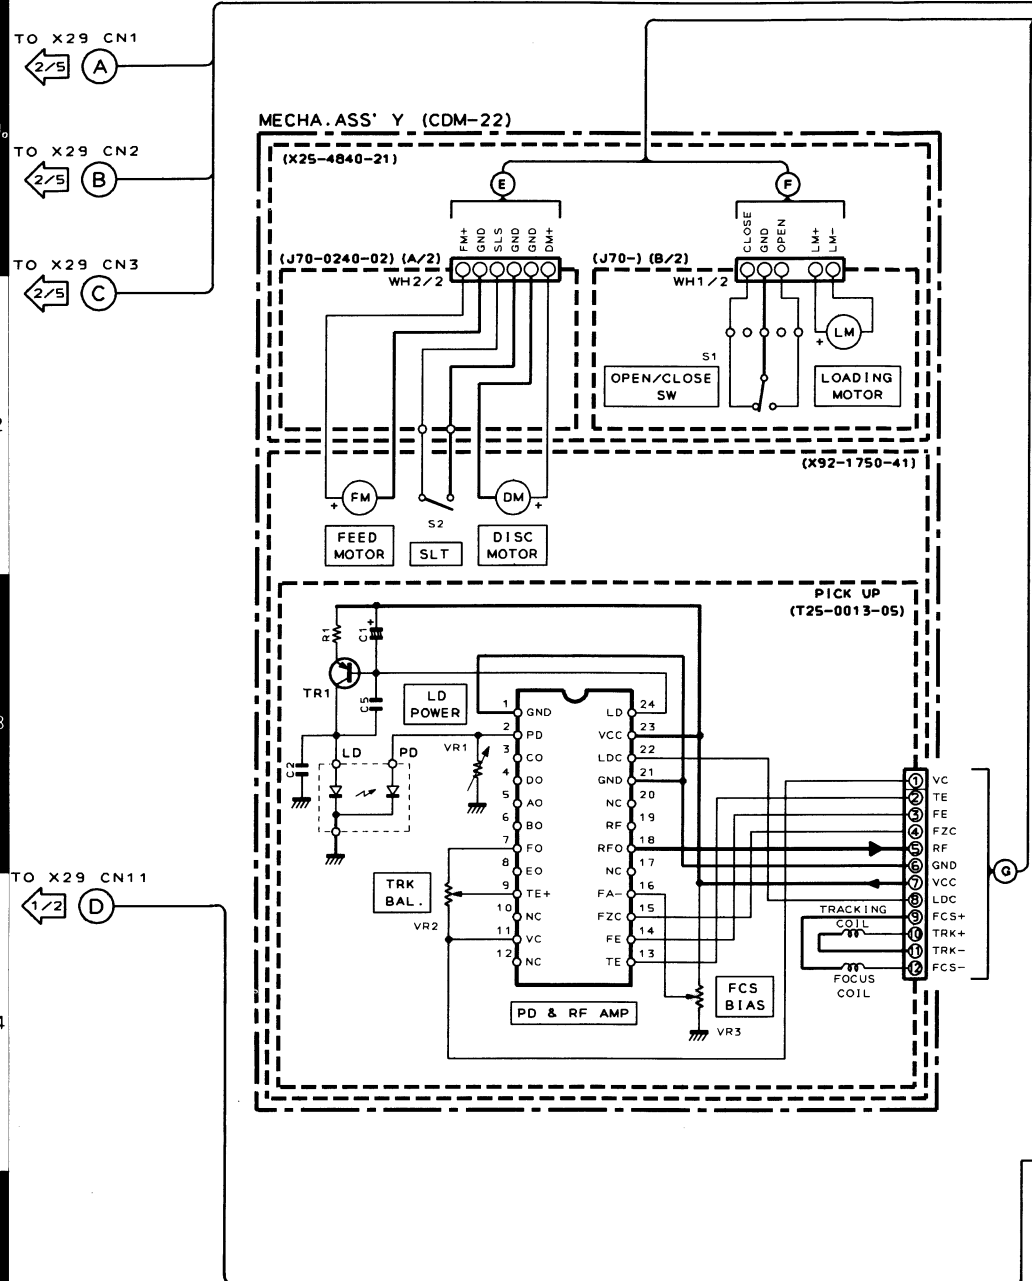 TO X29 CN1
2/5 A
TO X29 CN2
2/5 B
TO X29 CN3
2/5 C
TO X29 CN11
1/2 D
MECHA.ASS' Y (CDM-22)
(X25-4840-21)
E
F
FM+
GND
SLS
GND
GND
DM+
CLOSE
GND
OPEN
LM+
LM-
(J70-0240-02) (A/2)
WH2/2
(J70-) (B/2)
WH1/2
+ LM
S1
OPEN/CLOSE
SW
LOADING
MOTOR
(X92-1750-41)
+ FM
DM +
S2
FEED
MOTOR
SLT
DISC
MOTOR
PICK UP
(T25-0013-05)
R1
C1
+
TR1
C5
LD
POWER
VR1
C2
LD
PD
TRK
BAL.
VR2
1 GND
2 PD
3 CO
4 DO
5 AO
6 BO
7 FO
8 EO
9 TE+
10 NC
11 VC
12 NC
LD 24
VCC 23
LDC 22
GND 21
NC 20
RF 19
RFO 18
NC 17
FA- 16
FZC 15
FE 14
TE 13
PD & RF AMP
FCS
BIAS
VR3
1 VC
2 TE
3 FE
4 FZC
5 RF
6 GND
7 VCC
8 LDC
9 FCS+
10 TRK+
11 TRK-
12 FCS-
G
TRACKING
COIL
FOCUS
COIL